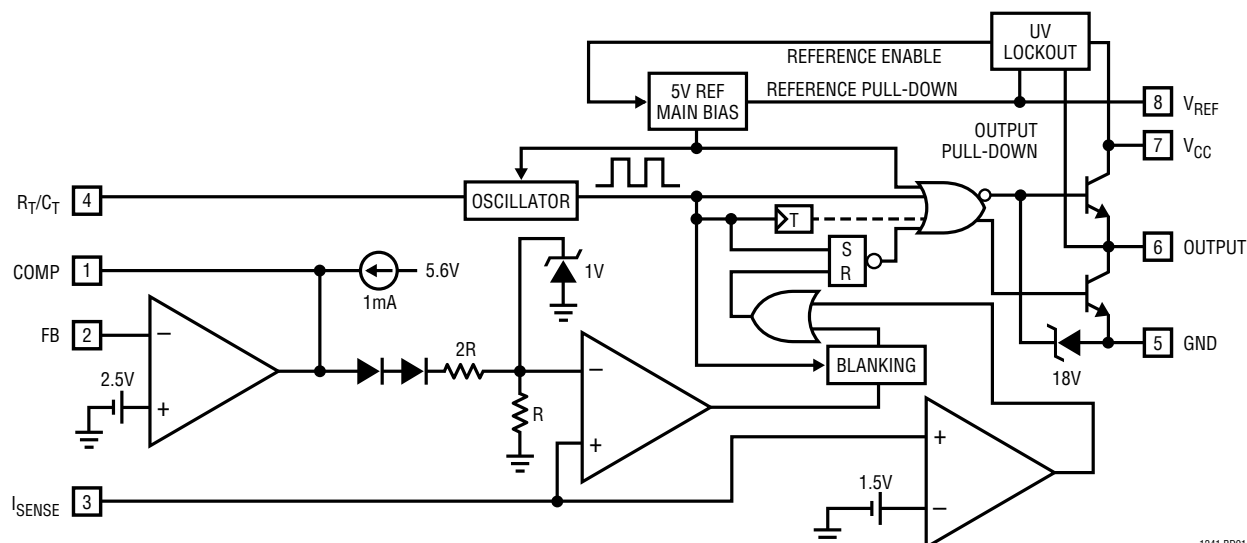 UV
LOCKOUT
REFERENCE ENABLE
5V REF
MAIN BIAS
REFERENCE PULL-DOWN
8 VREF
OUTPUT
PULL-DOWN
7 VCC
RT/CT 4
OSCILLATOR
T
S
R
6 OUTPUT
COMP 1
5.6V
1mA
1V
FB 2
–
2R
–
BLANKING
18V
5 GND
2.5V
+
R
+
+
ISENSE 3
1.5V
–